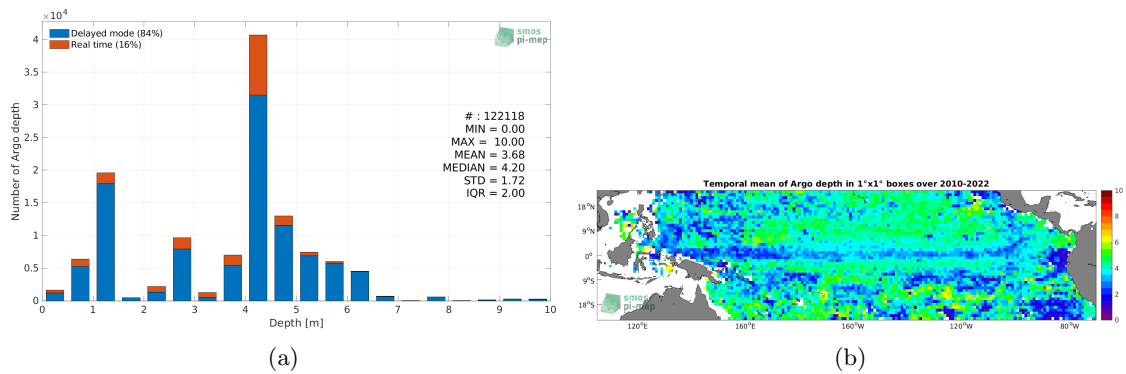 ×10⁴
Delayed mode (84%)
Real time (16%)
smos
pi-mep
4
3.5
3
2.5
2
1.5
1
0.5
0
Number of Argo depth
# : 122118
MIN = 0.00
MAX = 10.00
MEAN = 3.68
MEDIAN = 4.20
STD = 1.72
IQR = 2.00
0 1 2 3 4 5 6 7 8 9 10
Depth [m]
(a)
Temporal mean of Argo depth in 1°x1° boxes over 2010-2022
18°N
9°N
0°
9°S
18°S
smos
pi-mep
120°E 160°E 160°W 120°W 80°W
10
8
6
4
2
0
(b)